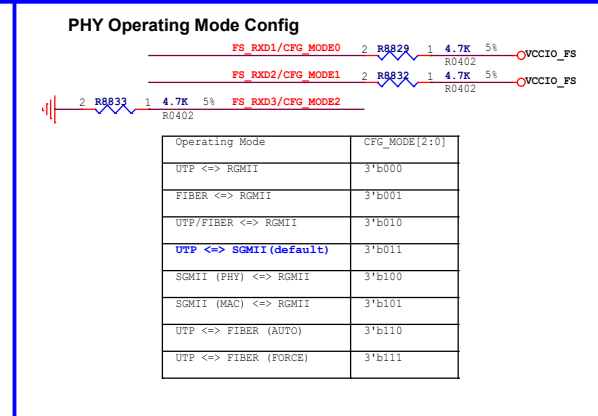 PHY Operating Mode Config
FS_RXD1/CFG_MODE0 2 R8829 1 4.7K 5% VCCIO_FS
R0402
FS_RXD2/CFG_MODE1 2 R8832 1 4.7K 5% VCCIO_FS
R0402
2 R8833 1 4.7K 5% FS_RXD3/CFG_MODE2
R0402
Operating Mode CFG_MODE[2:0]
UTP <=> RGMII 3'b000
FIBER <=> RGMII 3'b001
UTP/FIBER <=> RGMII 3'b010
UTP <=> SGMII(default) 3'b011
SGMII (PHY) <=> RGMII 3'b100
SGMII (MAC) <=> RGMII 3'b101
UTP <=> FIBER (AUTO) 3'b110
UTP <=> FIBER (FORCE) 3'b111